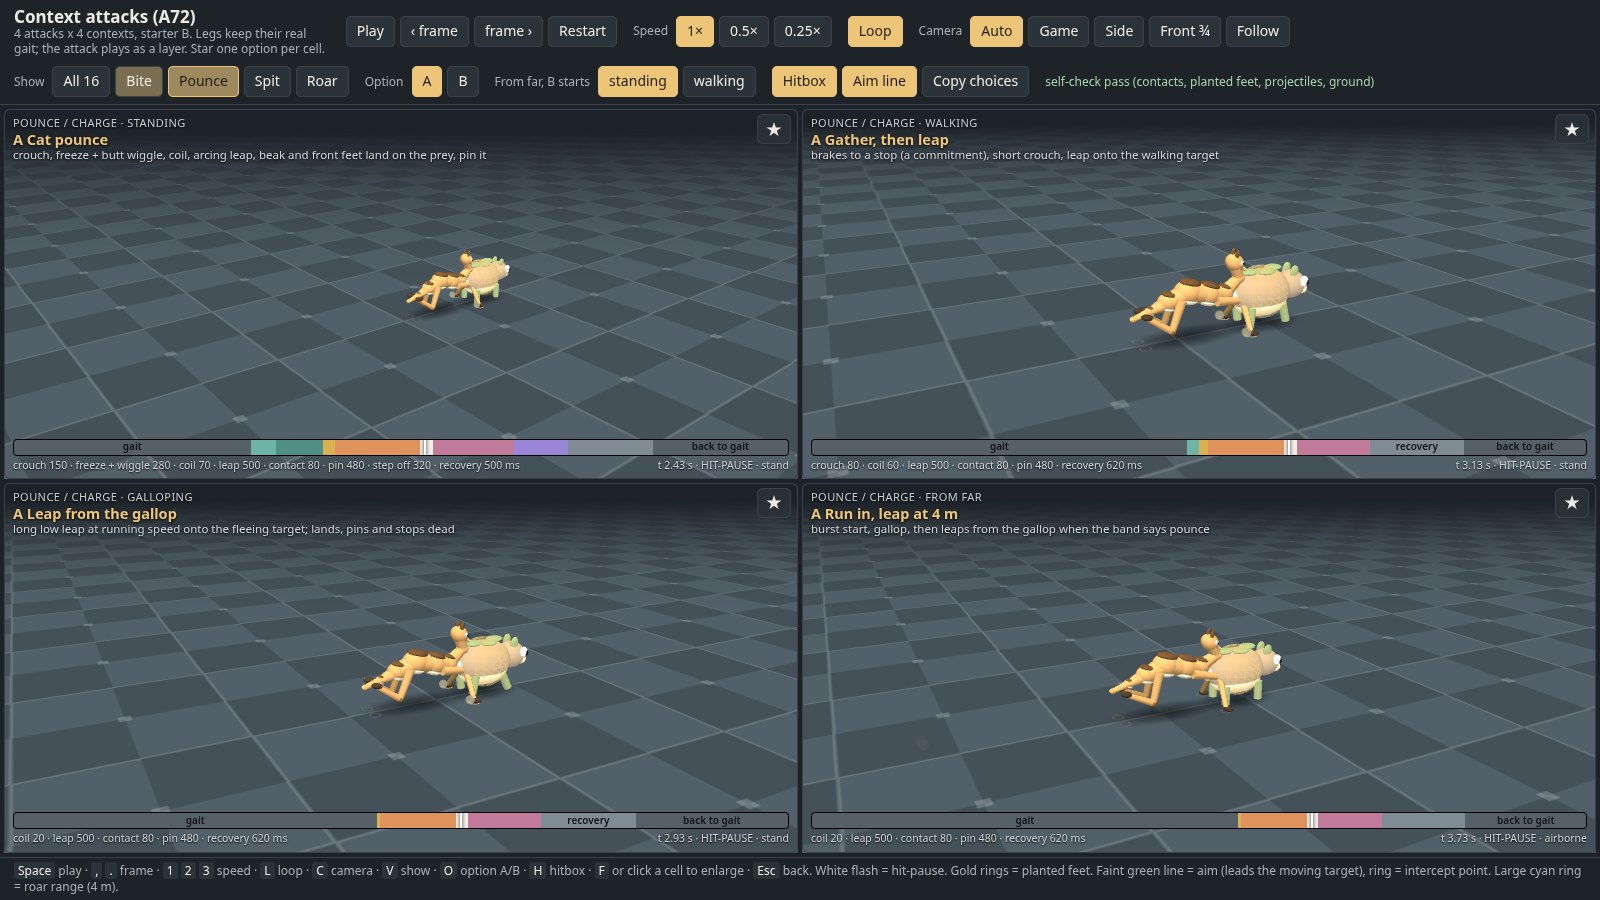 Context attacks (A72)
4 attacks x 4 contexts, starter B. Legs keep their real
gait; the attack plays as a layer. Star one option per cell.
Play ‹ frame frame › Restart Speed 1× 0.5× 0.25× Loop Camera Auto Game Side Front ¾ Follow
Show All 16 Bite Pounce Spit Roar Option A B From far, B starts standing walking Hitbox Aim line Copy choices self-check pass (contacts, planted feet, projectiles, ground)
POUNCE / CHARGE · STANDING
A Cat pounce
crouch, freeze + butt wiggle, coil, arcing leap, beak and front feet land on the prey, pin it
★
gait back to gait
crouch 150 · freeze + wiggle 280 · coil 70 · leap 500 · contact 80 · pin 480 · step off 320 · recovery 500 ms t 2.43 s · HIT-PAUSE · stand
POUNCE / CHARGE · WALKING
A Gather, then leap
brakes to a stop (a commitment), short crouch, leap onto the walking target
★
gait recovery back to gait
crouch 80 · coil 60 · leap 500 · contact 80 · pin 480 · recovery 620 ms t 3.13 s · HIT-PAUSE · stand
POUNCE / CHARGE · GALLOPING
A Leap from the gallop
long low leap at running speed onto the fleeing target; lands, pins and stops dead
★
gait recovery back to gait
coil 20 · leap 500 · contact 80 · pin 480 · recovery 620 ms t 2.93 s · HIT-PAUSE · stand
POUNCE / CHARGE · FROM FAR
A Run in, leap at 4 m
burst start, gallop, then leaps from the gallop when the band says pounce
★
gait back to gait
coil 20 · leap 500 · contact 80 · pin 480 · recovery 620 ms t 3.73 s · HIT-PAUSE · airborne
Space play · , . frame · 1 2 3 speed · L loop · C camera · V show · O option A/B · H hitbox · F or click a cell to enlarge · Esc back. White flash = hit-pause. Gold rings = planted feet. Faint green line = aim (leads the moving target), ring = intercept point. Large cyan ring
= roar range (4 m).